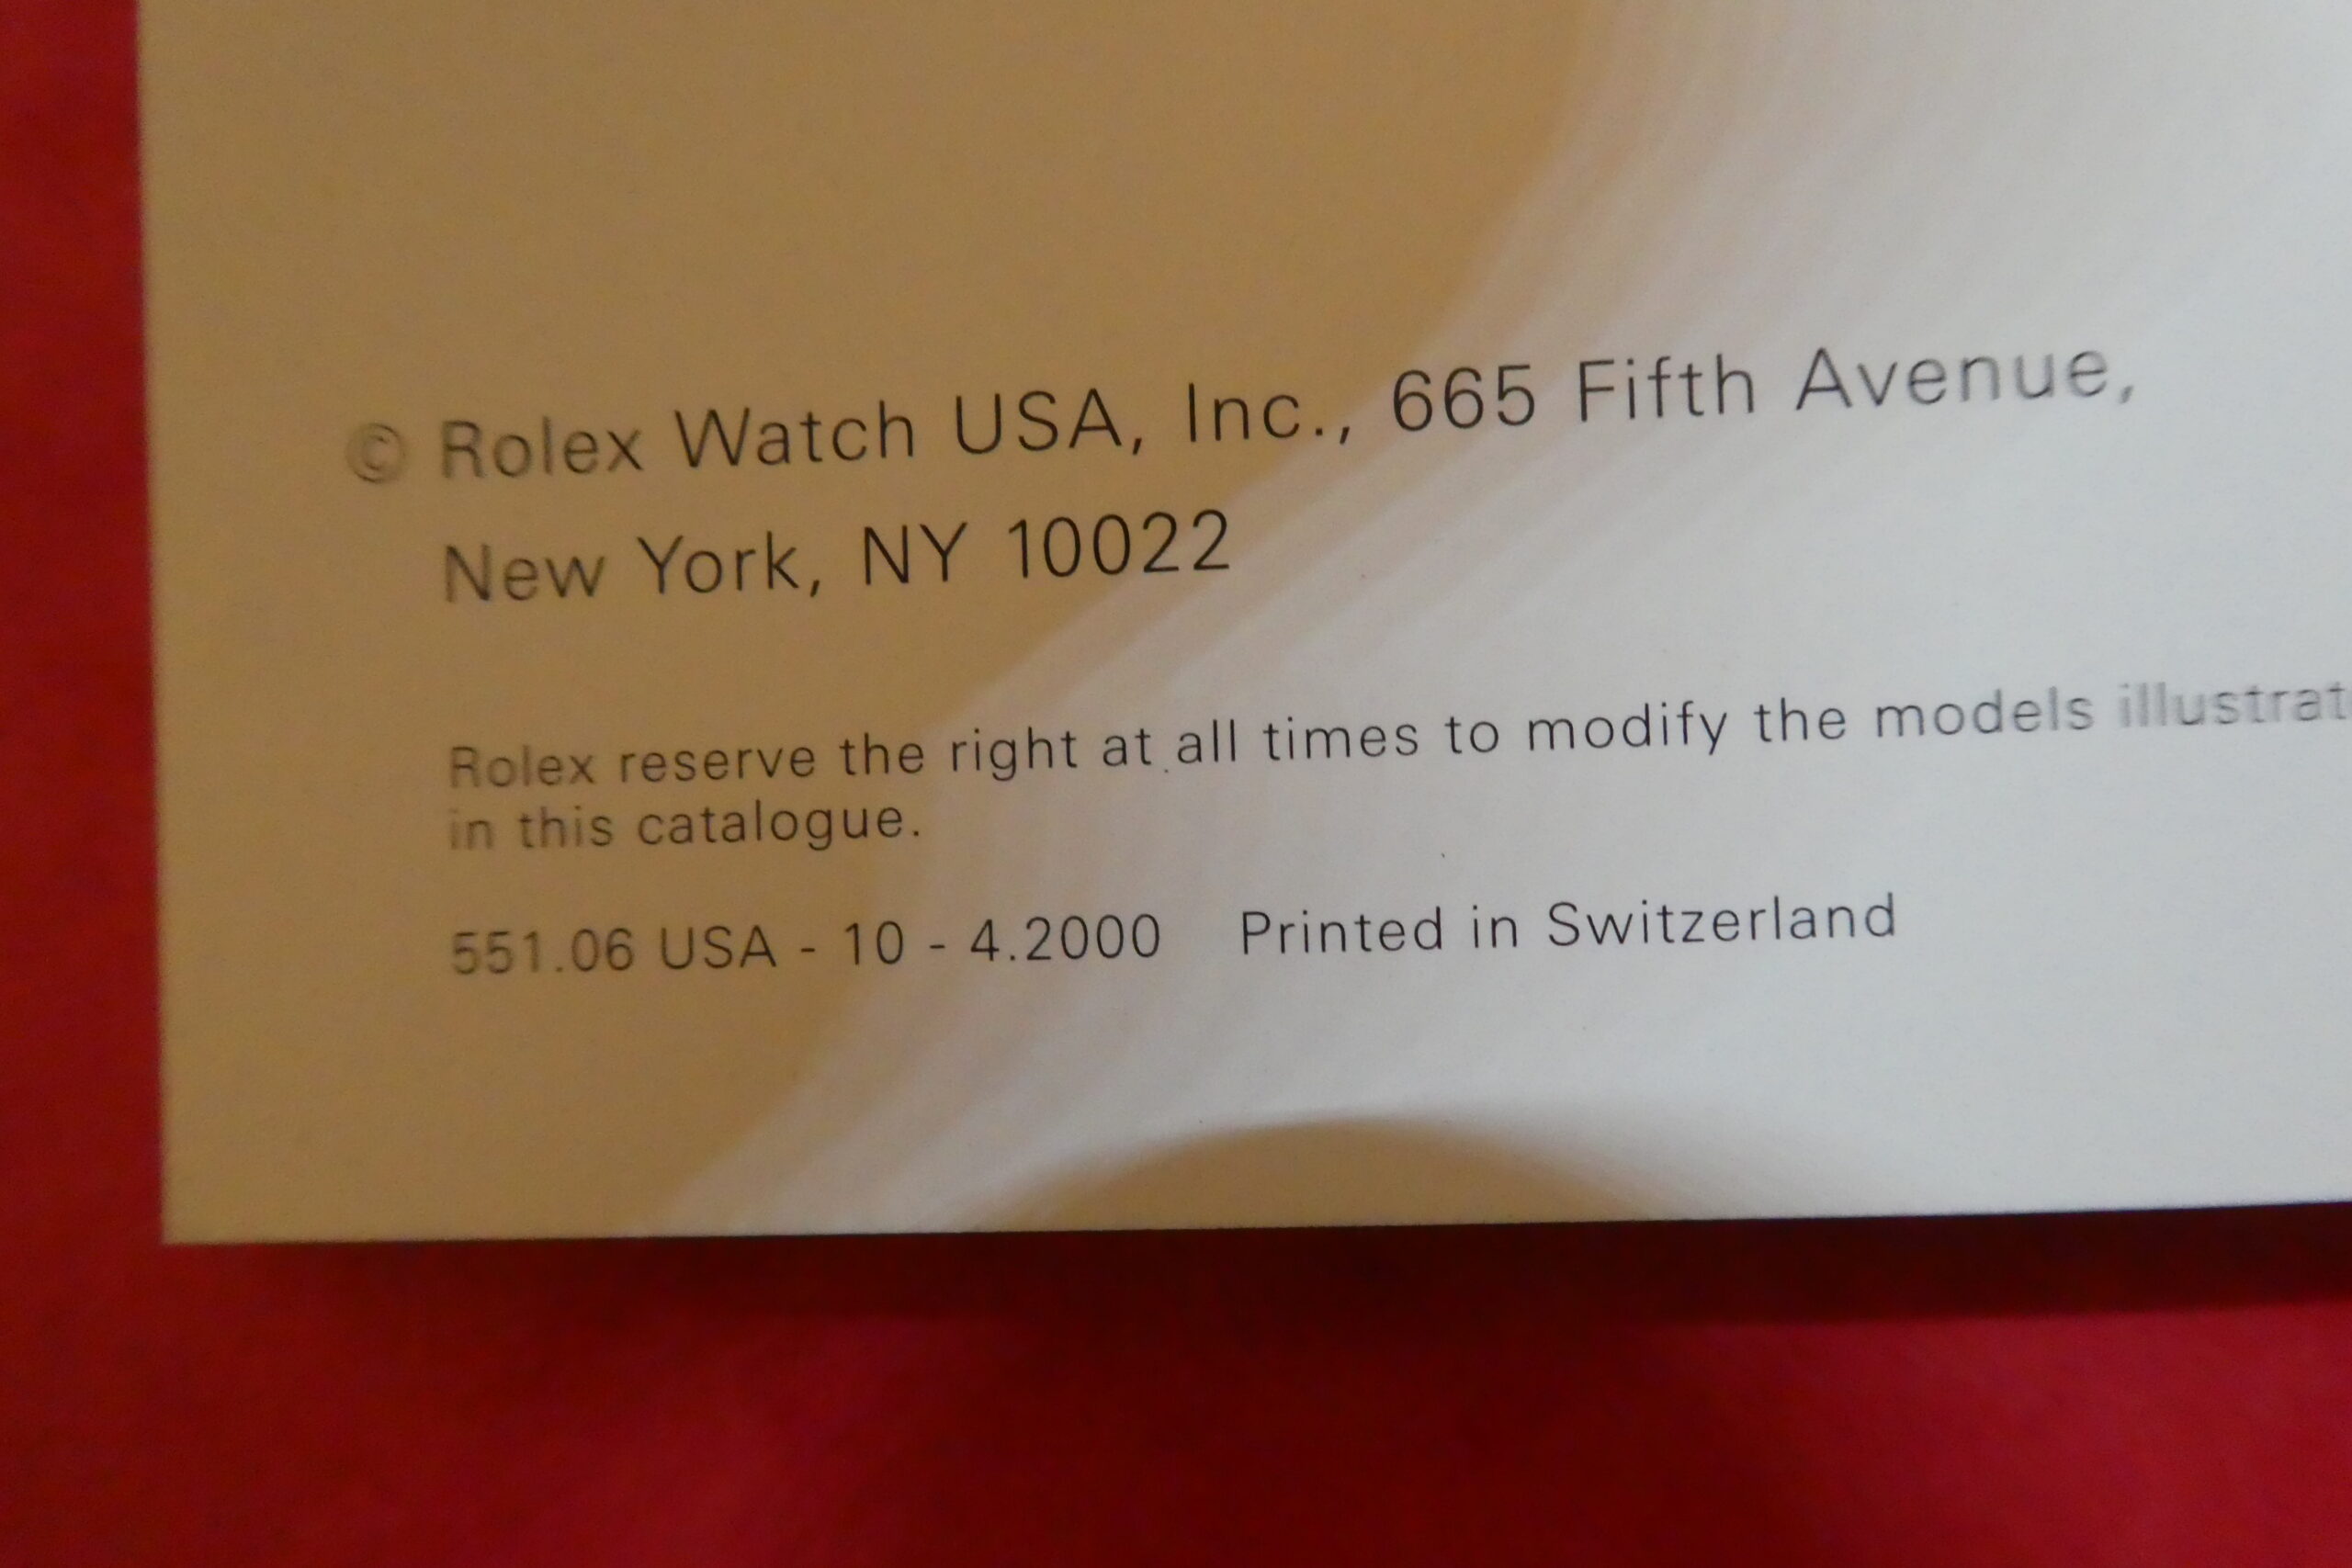 © Rolex Watch USA, Inc., 665 Fifth Avenue,
New York, NY 10022
Rolex reserve the right at all times to modify the models illustrat
in this catalogue.
551.06 USA - 10 - 4.2000 Printed in Switzerland